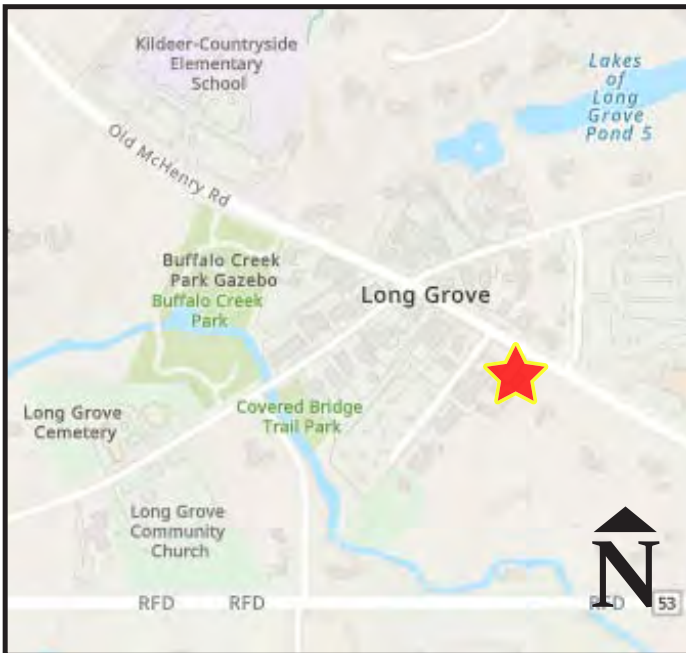 Kildeer-Countryside
Elementary
School
Lakes
of
Long
Grove
Pond 5
Old McHenry Rd
Buffalo Creek
Park Gazebo
Buffalo Creek
Park
Long Grove
Long Grove
Cemetery
Covered Bridge
Trail Park
Long Grove
Community
Church
N
RFD
RFD
RFD
53